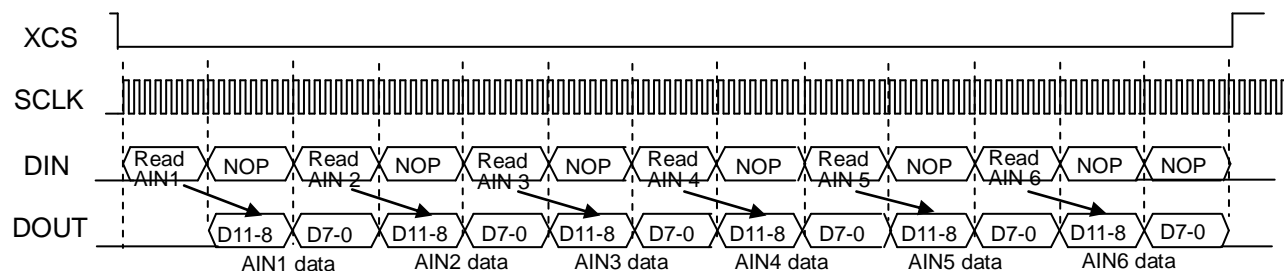 XCS
SCLK
DIN Read NOP Read NOP Read NOP Read NOP Read NOP Read NOP NOP
AIN1 AIN 2 AIN 3 AIN 4 AIN 5 AIN 6
DOUT D11-8 D7-0 D11-8 D7-0 D11-8 D7-0 D11-8 D7-0 D11-8 D7-0 D11-8 D7-0
AIN1 data AIN2 data AIN3 data AIN4 data AIN5 data AIN6 data